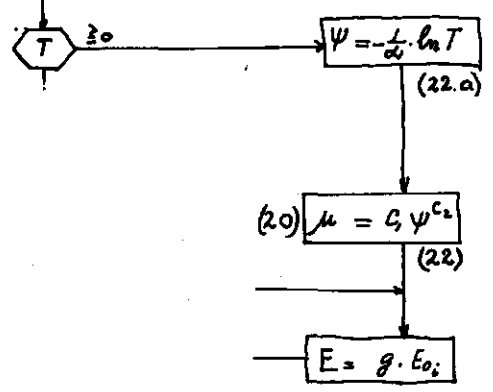 T ≥0 Ψ = -1/α · ln T
(22.a)
(20) μ = C₁ Ψ^C₂
(22)
E = g · E₀ᵢ